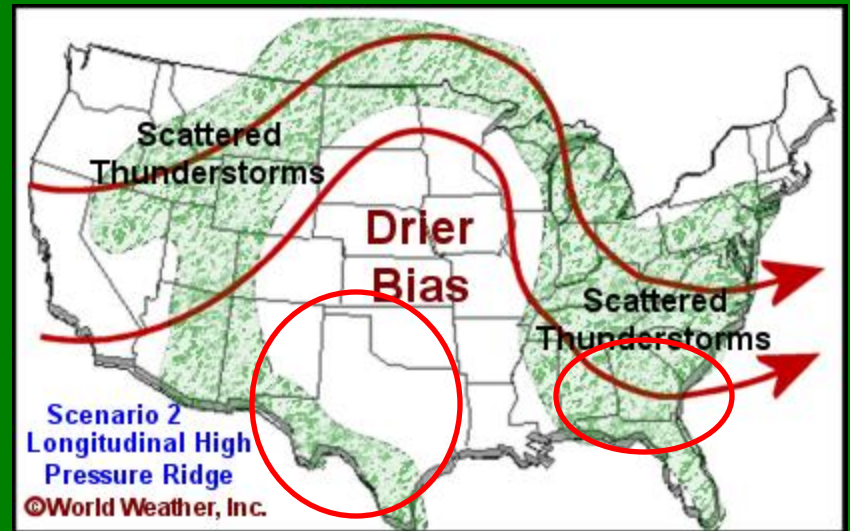 Scattered
Thunderstorms
Drier
Bias
Scattered
Thunderstorms
Scenario 2
Longitudinal High
Pressure Ridge
©World Weather, Inc.